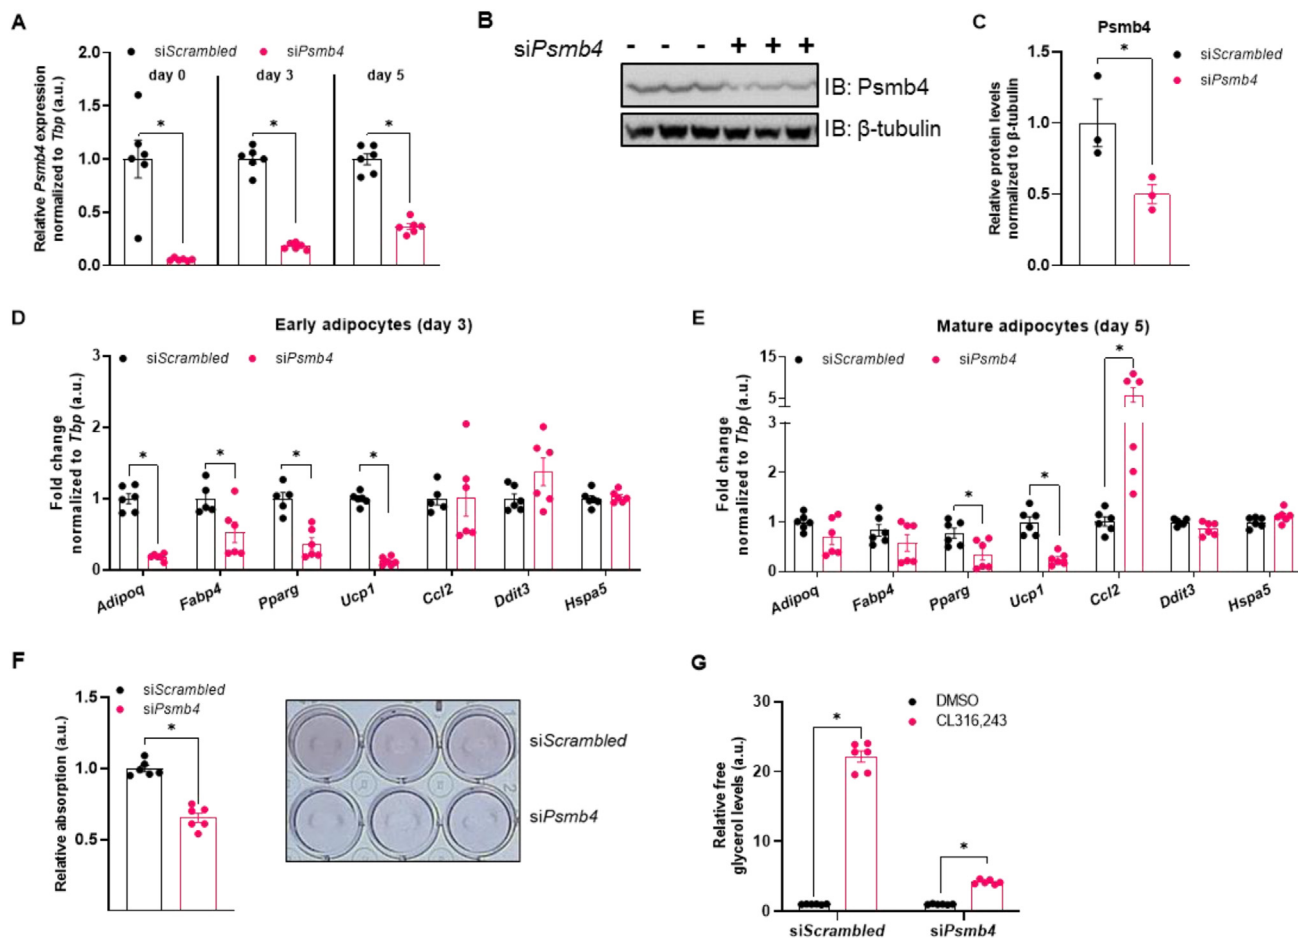 A
siScrambled siPsmb4
day 0 day 3 day 5
Relative Psmb4 expression
normalized to Tbp (a.u.)
2.0
1.5
1.0
0.5
0.0
* * *
B
siPsmb4 - - - + + +
IB: Psmb4
IB: β-tubulin
C
Psmb4
siScrambled
siPsmb4
Relative protein levels
normalized to β-tubulin
1.5
1.0
0.5
0.0
*
D
Early adipocytes (day 3)
siScrambled siPsmb4
Fold change
normalized to Tbp (a.u.)
3
2
1
0
* * * *
Adipoq Fabp4 Pparg Ucp1 Ccl2 Ddit3 Hspa5
E
Mature adipocytes (day 5)
siScrambled siPsmb4
Fold change
normalized to Tbp (a.u.)
15
5
3
2
1
0
* * *
Adipoq Fabp4 Pparg Ucp1 Ccl2 Ddit3 Hspa5
F
siScrambled
siPsmb4
Relative absorption (a.u.)
1.5
1.0
0.5
*
siScrambled
siPsmb4
G
DMSO
CL316,243
Relative free
glycerol levels (a.u.)
30
20
10
0
* *
siScrambled siPsmb4